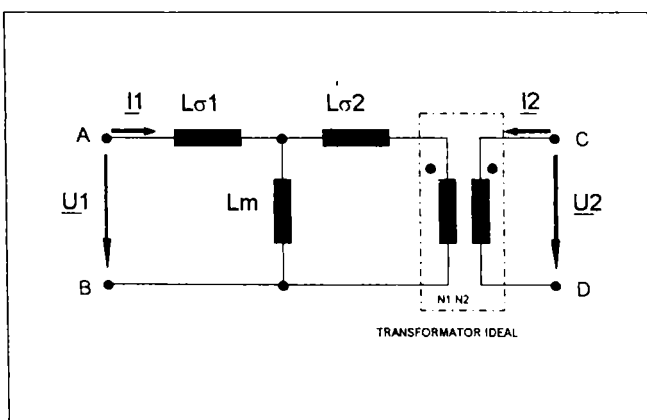 I1 Lσ1 Lσ2 I2
A C
U1 Lm U2
B D
N1 N2
TRANSFORMATOR IDEAL